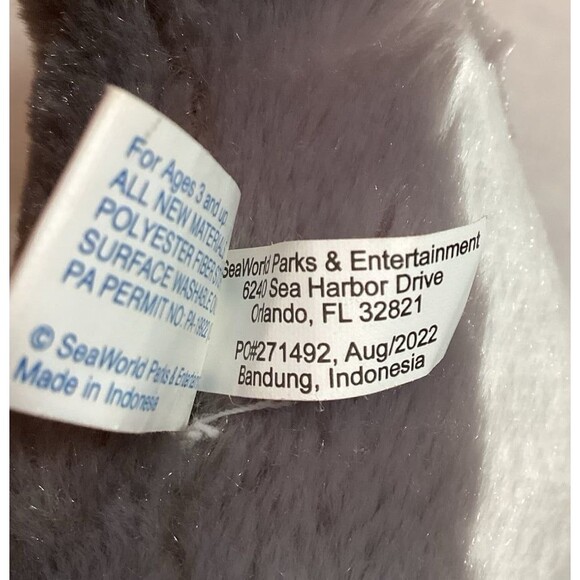 For Ages 3 and up
ALL NEW MATERIAL
POLYESTER FIBER
SURFACE WASHABLE
PA PERMIT NO: PA-
© SeaWorld Parks &
Made in Indonesia
SeaWorld Parks & Entertainment
6240 Sea Harbor Drive
Orlando, FL 32821
PO#271492, Aug/2022
Bandung, Indonesia